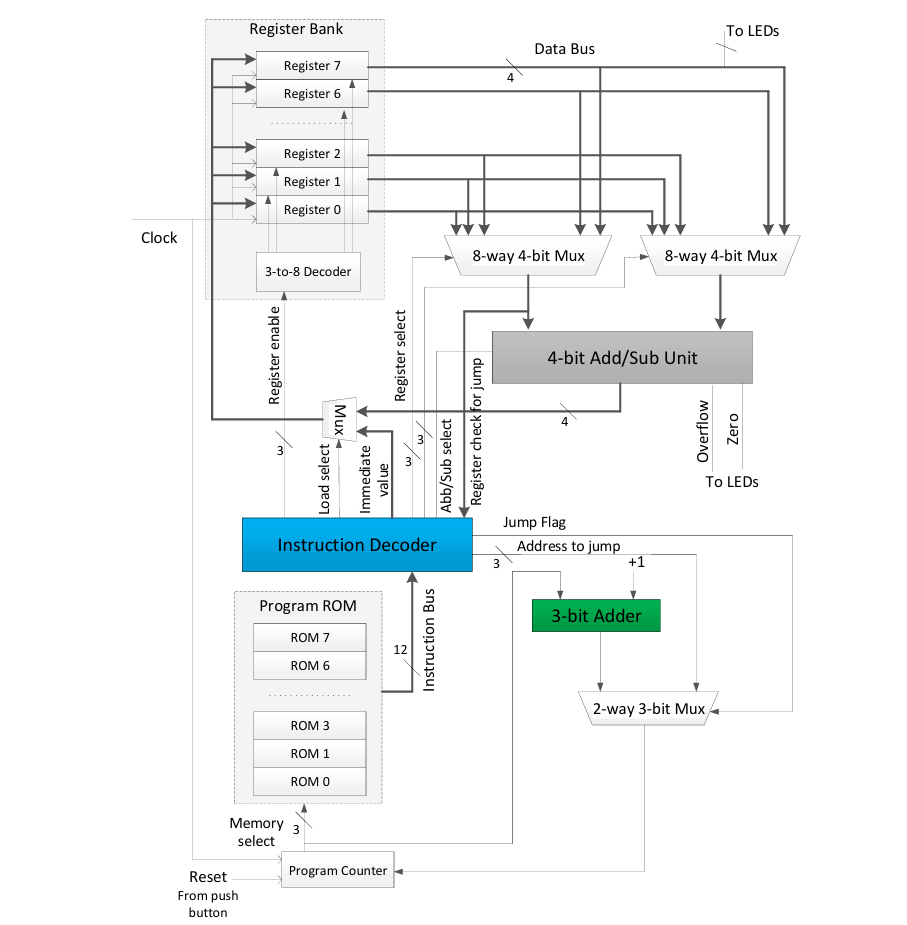 Register Bank
To LEDs
Data Bus
Register 7
4
Register 6
Register 2
Register 1
Register 0
Clock
8-way 4-bit Mux
8-way 4-bit Mux
3-to-8 Decoder
Register enable
Register select
4-bit Add/Sub Unit
Register check for jump
Mux
4
Overflow
Zero
3
3
3
Load select
Immediate
value
Abb/Sub select
To LEDs
Jump Flag
Instruction Decoder
Address to jump
3
+1
Program ROM
3-bit Adder
ROM 7
12
Instruction Bus
ROM 6
2-way 3-bit Mux
ROM 3
ROM 1
ROM 0
Memory
select
3
Program Counter
Reset
From push
button